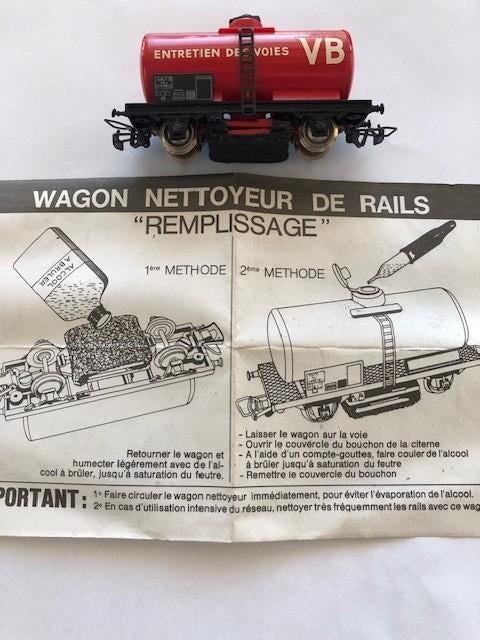 ENTRETIEN DES VOIES VB
WAGON NETTOYEUR DE RAILS
"REMPLISSAGE"
1ère METHODE
ALCOOL
A BRULER
Retourner le wagon et
humecter légèrement avec de l'al-
cool à brûler, jusqu'à saturation du feutre
2ème METHODE
- Laisser le wagon sur la voie
- Ouvrir le couvércle du bouchon de la citerne
- A l'aide d'un compte-gouttes, faire couler de l'alcool
à brûler jusqu'à saturation du feutre
- Remettre le couvercle du bouchon
PORTANT : 1° Faire circuler le wagon nettoyeur immédiatement, pour éviter l'évaporation de l'alcool.
2° En cas d'utilisation intensive du réseau, nettoyer très fréquemment les rails avec ce wag